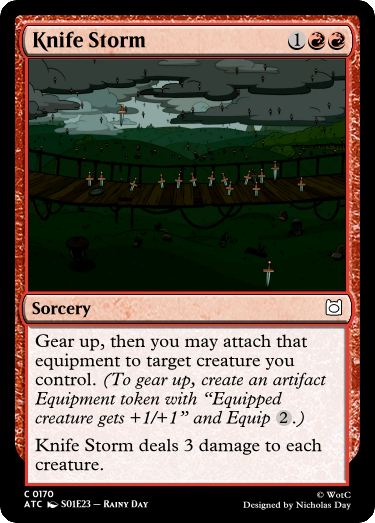 Knife Storm
1
Sorcery
Gear up, then you may attach that
equipment to target creature you
control. (To gear up, create an artifact
Equipment token with “Equipped
creature gets +1/+1” and Equip 2.)
Knife Storm deals 3 damage to each
creature.
C 0170
ATC S01E23 – Rainy Day
© WotC
Designed by Nicholas Day